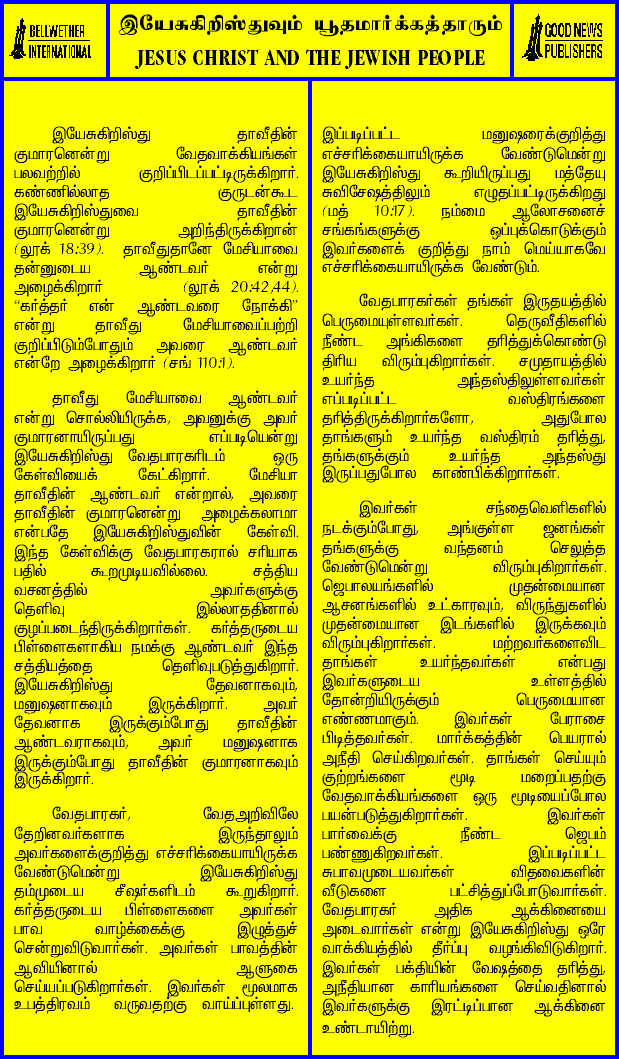 BELLWETHER
INTERNATIONAL
இயேசுகிறிஸ்துவும் யூதமார்க்கத்தாரும்
JESUS CHRIST AND THE JEWISH PEOPLE
GOOD NEWS
PUBLISHERS
இயேசுகிறிஸ்து தாவீதின்
குமாரனென்று வேதவாக்கியங்கள்
பலவற்றில் குறிப்பிடப்பட்டிருக்கிறார்.
கண்ணில்லாத குருடன்கூட
இயேசுகிறிஸ்துவை தாவீதின்
குமாரனென்று அறிந்திருக்கிறான்
(லூக் 18:39). தாவீதுதானே மேசியாவை
தன்னுடைய ஆண்டவர் என்று
அழைக்கிறார் (லூக் 20:42,44).
“கர்த்தர் என் ஆண்டவரை நோக்கி”
என்று தாவீது மேசியாவைப்பற்றி
குறிப்பிடும்போதும் அவரை ஆண்டவர்
என்றே அழைக்கிறார் (சங் 110:1).
தாவீது மேசியாவை ஆண்டவர்
என்று சொல்லியிருக்க, அவனுக்கு அவர்
குமாரனாயிருப்பது எப்படியென்று
இயேசுகிறிஸ்து வேதபாரகரிடம் ஒரு
கேள்வியைக் கேட்கிறார். மேசியா
தாவீதின் ஆண்டவர் என்றால், அவரை
தாவீதின் குமாரனென்று அழைக்கலாமா
என்பதே இயேசுகிறிஸ்துவின் கேள்வி.
இந்த கேள்விக்கு வேதபாரகரால் சரியாக
பதில் கூறமுடியவில்லை. சத்திய
வசனத்தில் அவர்களுக்கு
தெளிவு இல்லாததினால்
குழப்படைந்திருக்கிறார்கள். கர்த்தருடைய
பிள்ளைகளாகிய நமக்கு ஆண்டவர் இந்த
சத்தியத்தை தெளிவுபடுத்துகிறார்.
இயேசுகிறிஸ்து தேவனாகவும்,
மனுஷனாகவும் இருக்கிறார். அவர்
தேவனாக இருக்கும்போது தாவீதின்
ஆண்டவராகவும், அவர் மனுஷனாக
இருக்கும்போது தாவீதின் குமாரனாகவும்
இருக்கிறார்.
வேதபாரகர், வேதஅறிவிலே
தேறினவர்களாக இருந்தாலும்
அவர்களைக்குறித்து எச்சரிக்கையாயிருக்க
வேண்டுமென்று இயேசுகிறிஸ்து
தம்முடைய சீஷர்களிடம் கூறுகிறார்.
கர்த்தருடைய பிள்ளைகளை அவர்கள்
பாவ வாழ்க்கைக்கு இழுத்துச்
சென்றுவிடுவார்கள். அவர்கள் பாவத்தின்
ஆவியினால் ஆளுகை
செய்யப்படுகிறார்கள். இவர்கள் மூலமாக
உபத்திரவம் வருவதற்கு வாய்ப்புள்ளது.
இப்படிப்பட்ட மனுஷரைக்குறித்து
எச்சரிக்கையாயிருக்க வேண்டுமென்று
இயேசுகிறிஸ்து கூறியிருப்பது மத்தேயு
சுவிசேஷத்திலும் எழுதப்பட்டிருக்கிறது
(மத் 10:17). நம்மை ஆலோசனைச்
சங்கங்களுக்கு ஒப்புக்கொடுக்கும்
இவர்களைக் குறித்து நாம் மெய்யாகவே
எச்சரிக்கையாயிருக்க வேண்டும்.
வேதபாரகர்கள் தங்கள் இருதயத்தில்
பெருமையுள்ளவர்கள். தெருவீதிகளில்
நீண்ட அங்கிகளை தரித்துக்கொண்டு
திரிய விரும்புகிறார்கள். சமுதாயத்தில்
உயர்ந்த அந்தஸ்திலுள்ளவர்கள்
எப்படிப்பட்ட வஸ்திரங்களை
தரித்திருக்கிறார்களோ, அதுபோல
தாங்களும் உயர்ந்த வஸ்திரம் தரித்து,
தங்களுக்கும் உயர்ந்த அந்தஸ்து
இருப்பதுபோல காண்பிக்கிறார்கள்.
இவர்கள் சந்தைவெளிகளில்
நடக்கும்போது, அங்குள்ள ஜனங்கள்
தங்களுக்கு வந்தனம் செலுத்த
வேண்டுமென்று விரும்புகிறார்கள்.
ஜெபாலயங்களில் முதன்மையான
ஆசனங்களில் உட்காரவும், விருந்துகளில்
முதன்மையான இடங்களில் இருக்கவும்
விரும்புகிறார்கள். மற்றவர்களைவிட
தாங்கள் உயர்ந்தவர்கள் என்பது
இவர்களுடைய உள்ளத்தில்
தோன்றியிருக்கும் பெருமையான
எண்ணமாகும். இவர்கள் பேராசை
பிடித்தவர்கள். மார்க்கத்தின் பெயரால்
அநீதி செய்கிறவர்கள். தாங்கள் செய்யும்
குற்றங்களை மூடி மறைப்பதற்கு
வேதவாக்கியங்களை ஒரு மூடியைப்போல
பயன்படுத்துகிறார்கள். இவர்கள்
பார்வைக்கு நீண்ட ஜெபம்
பண்ணுகிறவர்கள். இப்படிப்பட்ட
சுபாவமுடையவர்கள் விதவைகளின்
வீடுகளை பட்சித்துப்போடுவார்கள்.
வேதபாரகர் அதிக ஆக்கினையை
அடைவார்கள் என்று இயேசுகிறிஸ்து ஒரே
வாக்கியத்தில் தீர்ப்பு வழங்கிவிடுகிறார்.
இவர்கள் பக்தியின் வேஷத்தை தரித்து,
அநீதியான காரியங்களை செய்வதினால்
இவர்களுக்கு இரட்டிப்பான ஆக்கினை
உண்டாயிற்று.